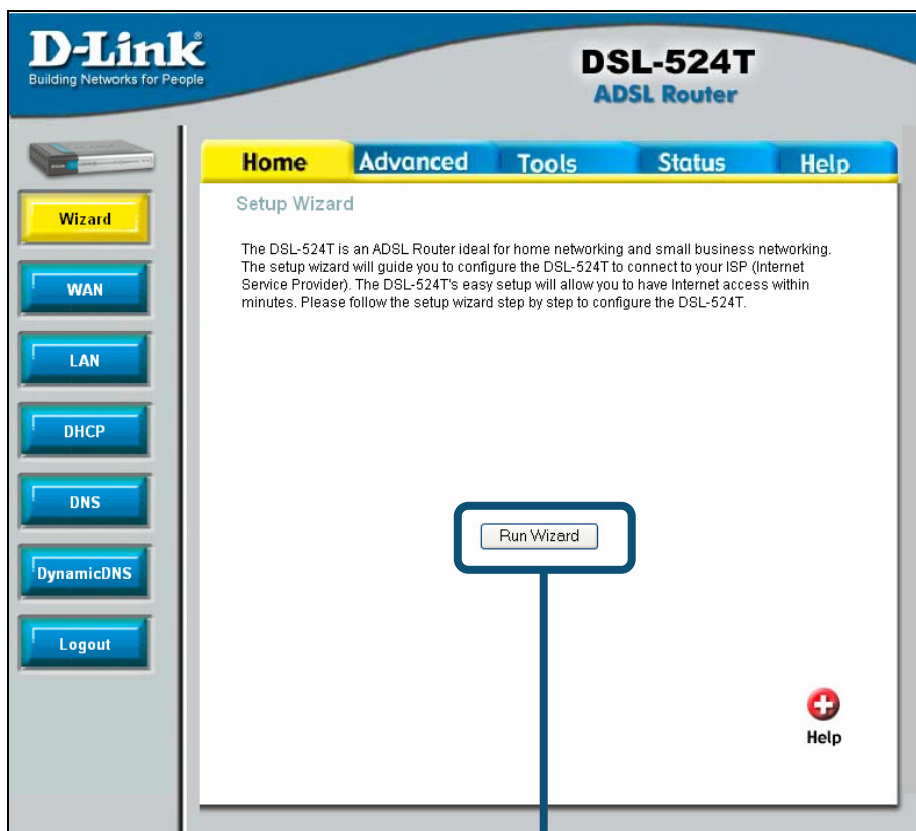 D-Link®
Building Networks for People
DSL-524T
ADSL Router
Home Advanced Tools Status Help
Wizard
WAN
LAN
DHCP
DNS
DynamicDNS
Logout
Setup Wizard
The DSL-524T is an ADSL Router ideal for home networking and small business networking.
The setup wizard will guide you to configure the DSL-524T to connect to your ISP (Internet
Service Provider). The DSL-524T's easy setup will allow you to have Internet access within
minutes. Please follow the setup wizard step by step to configure the DSL-524T.
Run Wizard
Help